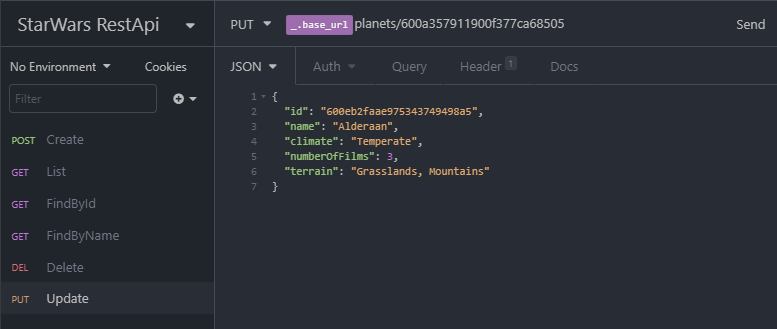 StarWars RestApi
PUT _.base_url planets/600a357911900f377ca68505 Send
No Environment Cookies
JSON Auth Query Header 1 Docs
Filter
POST Create
GET List
GET FindById
GET FindByName
DEL Delete
PUT Update
1 {
2 "id": "600eb2faae975343749498a5",
3 "name": "Alderaan",
4 "climate": "Temperate",
5 "numberOfFilms": 3,
6 "terrain": "Grasslands, Mountains"
7 }